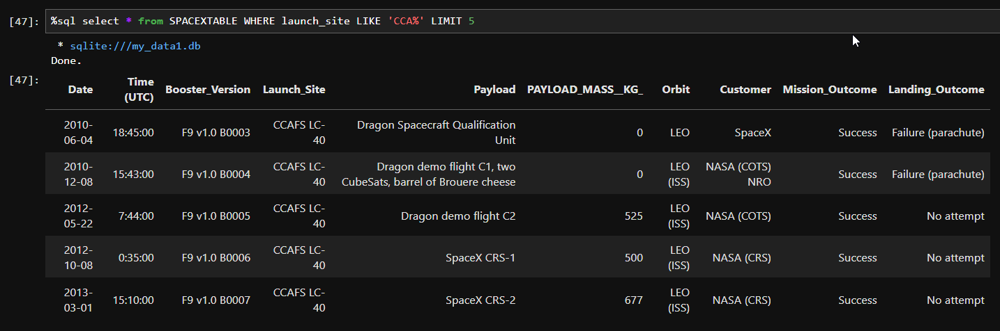 [47]: %sql select * from SPACEXTABLE WHERE launch_site LIKE 'CCA%' LIMIT 5
* sqlite:///my_data1.db
Done.
[47]:
Date Time (UTC) Booster_Version Launch_Site Payload PAYLOAD_MASS__KG_ Orbit Customer Mission_Outcome Landing_Outcome
2010-06-04 18:45:00 F9 v1.0 B0003 CCAFS LC-40 Dragon Spacecraft Qualification Unit 0 LEO SpaceX Success Failure (parachute)
2010-12-08 15:43:00 F9 v1.0 B0004 CCAFS LC-40 Dragon demo flight C1, two CubeSats, barrel of Brouere cheese 0 LEO (ISS) NASA (COTS) NRO Success Failure (parachute)
2012-05-22 7:44:00 F9 v1.0 B0005 CCAFS LC-40 Dragon demo flight C2 525 LEO (ISS) NASA (COTS) Success No attempt
2012-10-08 0:35:00 F9 v1.0 B0006 CCAFS LC-40 SpaceX CRS-1 500 LEO (ISS) NASA (CRS) Success No attempt
2013-03-01 15:10:00 F9 v1.0 B0007 CCAFS LC-40 SpaceX CRS-2 677 LEO (ISS) NASA (CRS) Success No attempt